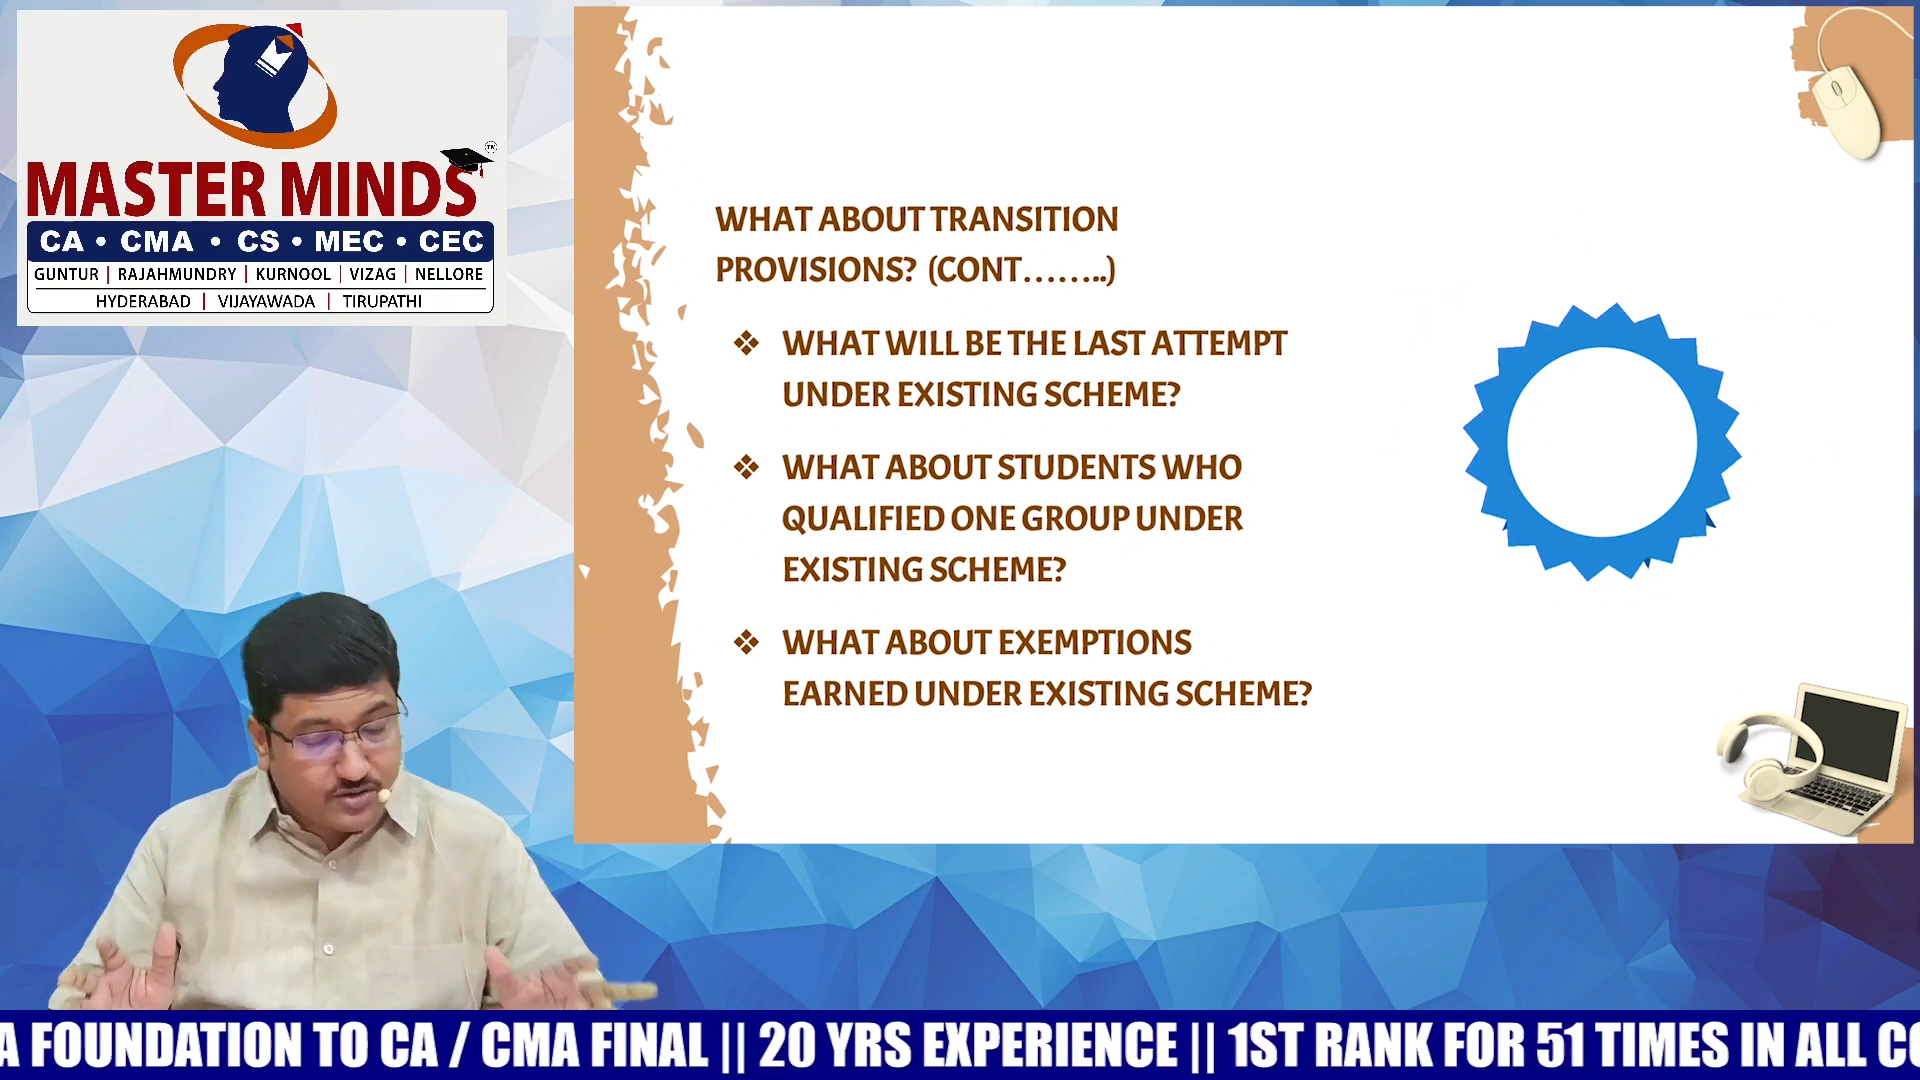 TM
MASTER MINDS
CA • CMA • CS • MEC • CEC
GUNTUR | RAJAHMUNDRY | KURNOOL | VIZAG | NELLORE
HYDERABAD | VIJAYAWADA | TIRUPATHI
WHAT ABOUT TRANSITION
PROVISIONS? (CONT……..)
❖ WHAT WILL BE THE LAST ATTEMPT
UNDER EXISTING SCHEME?
❖ WHAT ABOUT STUDENTS WHO
QUALIFIED ONE GROUP UNDER
EXISTING SCHEME?
❖ WHAT ABOUT EXEMPTIONS
EARNED UNDER EXISTING SCHEME?
A FOUNDATION TO CA / CMA FINAL || 20 YRS EXPERIENCE || 1ST RANK FOR 51 TIMES IN ALL CO